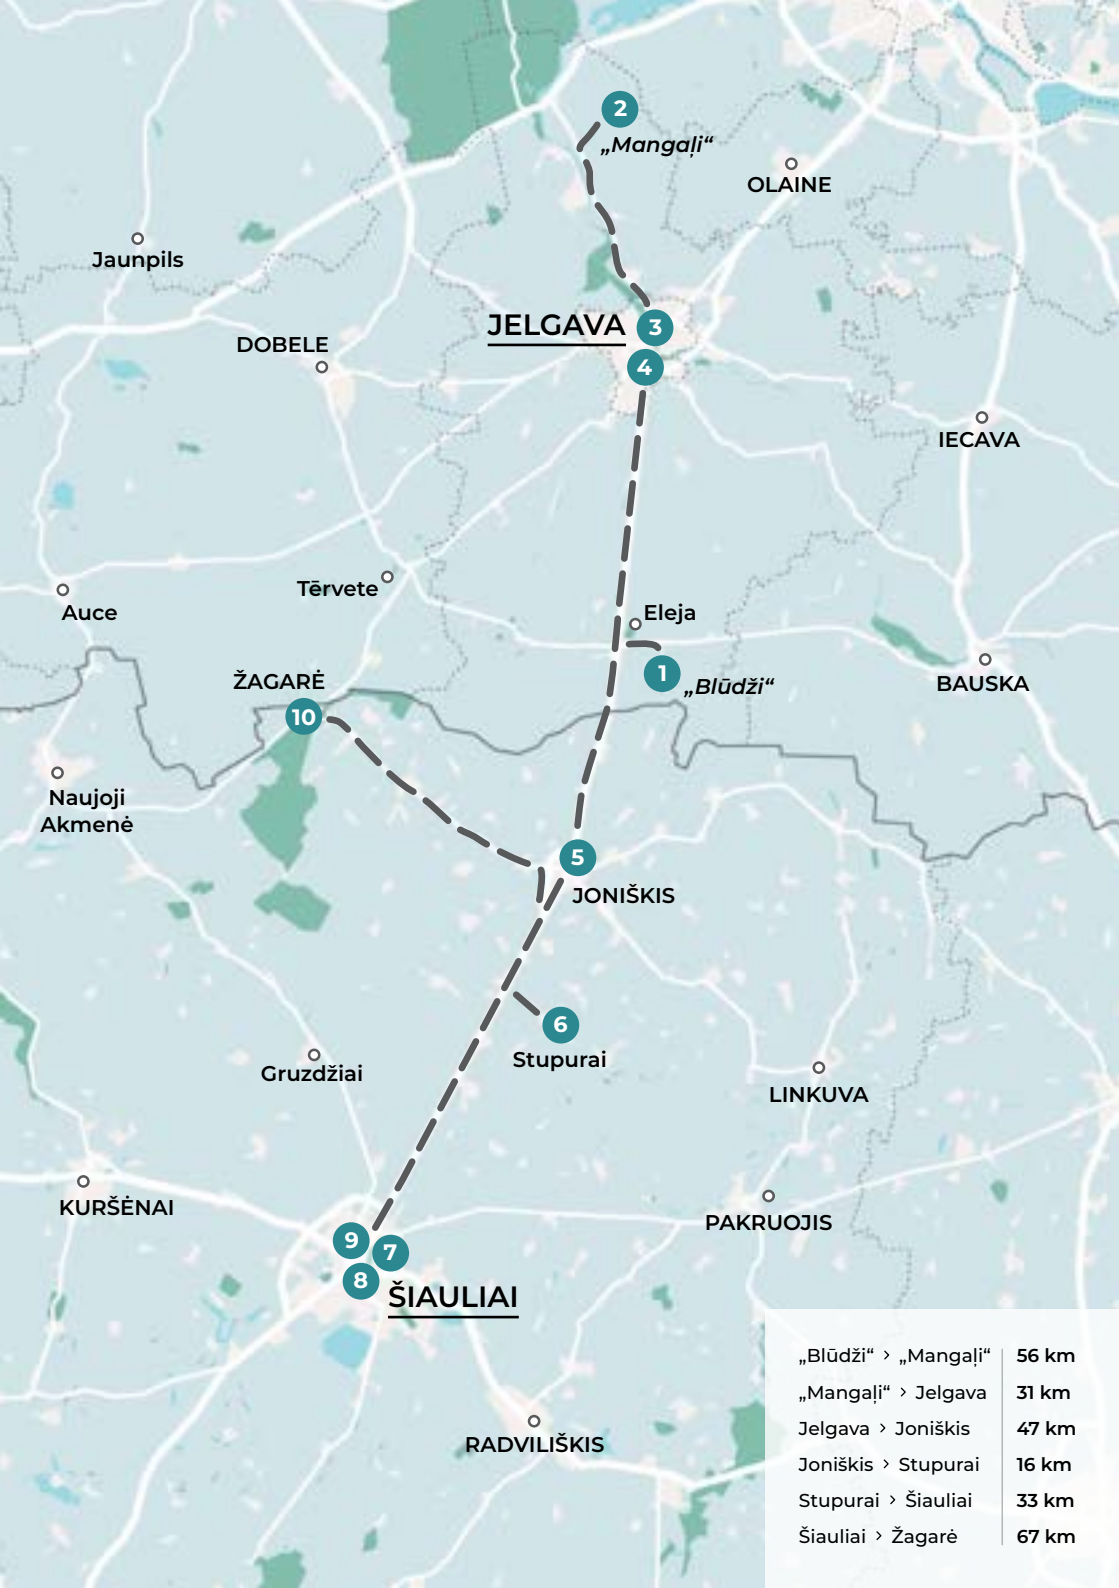 2
„Mangaļi“
OLAINE
Jaunpils
JELGAVA
3
DOBELE
4
IECAVA
Tērvete
Auce
Eleja
1
„Blūdži“
ŽAGARĖ
BAUSKA
10
Naujoji
Akmenė
5
JONIŠKIS
6
Stupurai
Gruzdžiai
LINKUVA
KURŠĖNAI
PAKRUOJIS
9
7
8
ŠIAULIAI
RADVILIŠKIS
„Blūdži“ › „Mangaļi“ 56 km
„Mangaļi“ › Jelgava 31 km
Jelgava › Joniškis 47 km
Joniškis › Stupurai 16 km
Stupurai › Šiauliai 33 km
Šiauliai › Žagarė 67 km